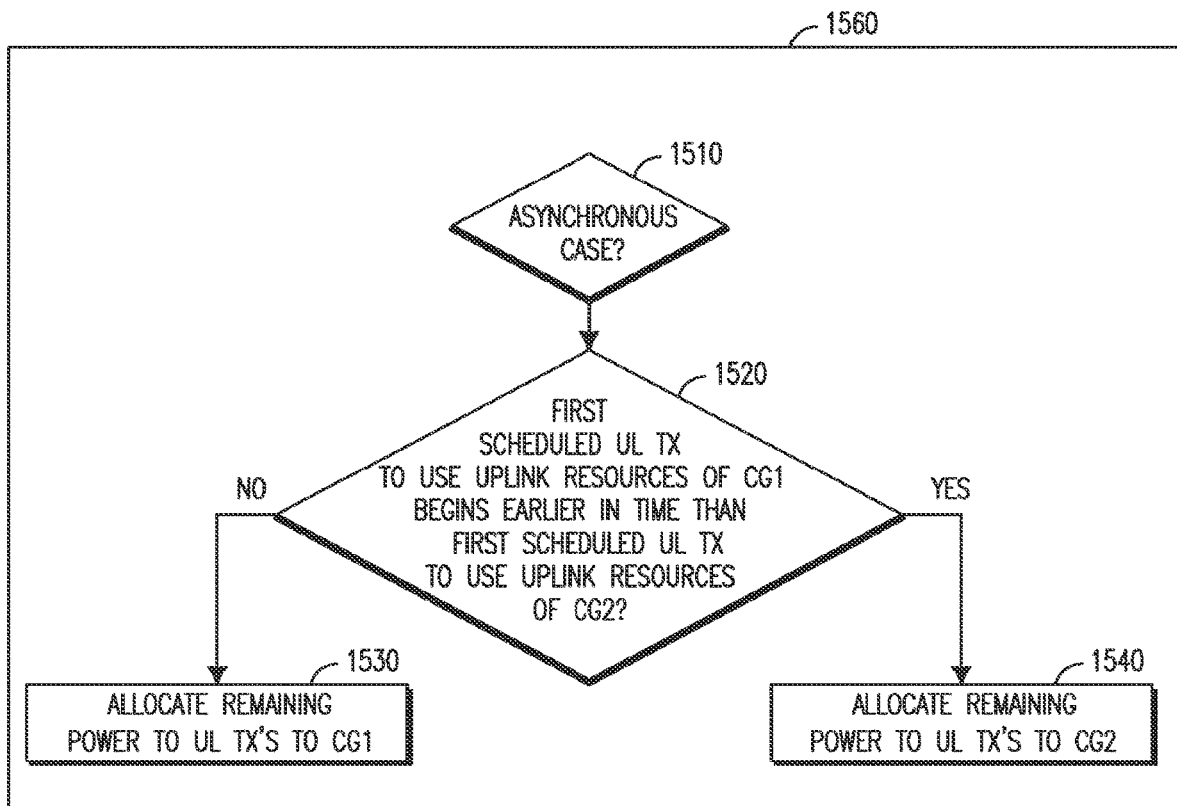 1560
1510
ASYNCHRONOUS
CASE?
1520
FIRST
SCHEDULED UL TX
TO USE UPLINK RESOURCES OF CG1
BEGINS EARLIER IN TIME THAN
FIRST SCHEDULED UL TX
TO USE UPLINK RESOURCES
OF CG2?
NO
YES
1530
ALLOCATE REMAINING
POWER TO UL TX'S TO CG1
1540
ALLOCATE REMAINING
POWER TO UL TX'S TO CG2